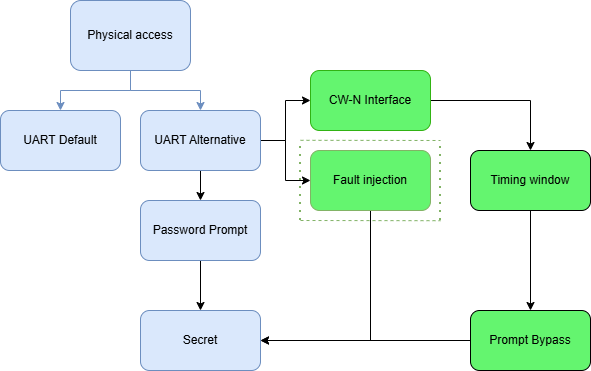 Physical access
CW-N Interface
UART Default
UART Alternative
Fault injection
Timing window
Password Prompt
Secret
Prompt Bypass